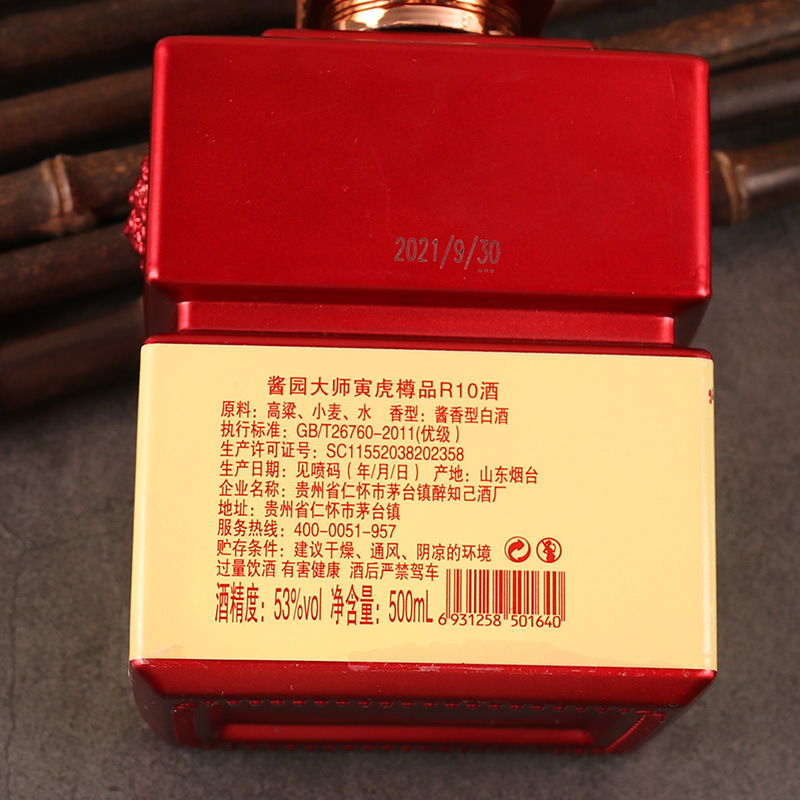 2021/9/30
酱园大师寅虎樽品R10酒
原料：高粱、小麦、水 香型：酱香型白酒
执行标准：GB/T26760-2011(优级）
生产许可证号：SC11552038202358
生产日期：见喷码（年/月/日） 产地：山东烟台
企业名称：贵州省仁怀市茅台镇醉知己酒厂
地址：贵州省仁怀市茅台镇
服务热线：400-0051-957
贮存条件：建议干燥、通风、阴凉的环境
过量饮酒 有害健康 酒后严禁驾车
酒精度：53%vol 净含量：500mL
6 931258 501640